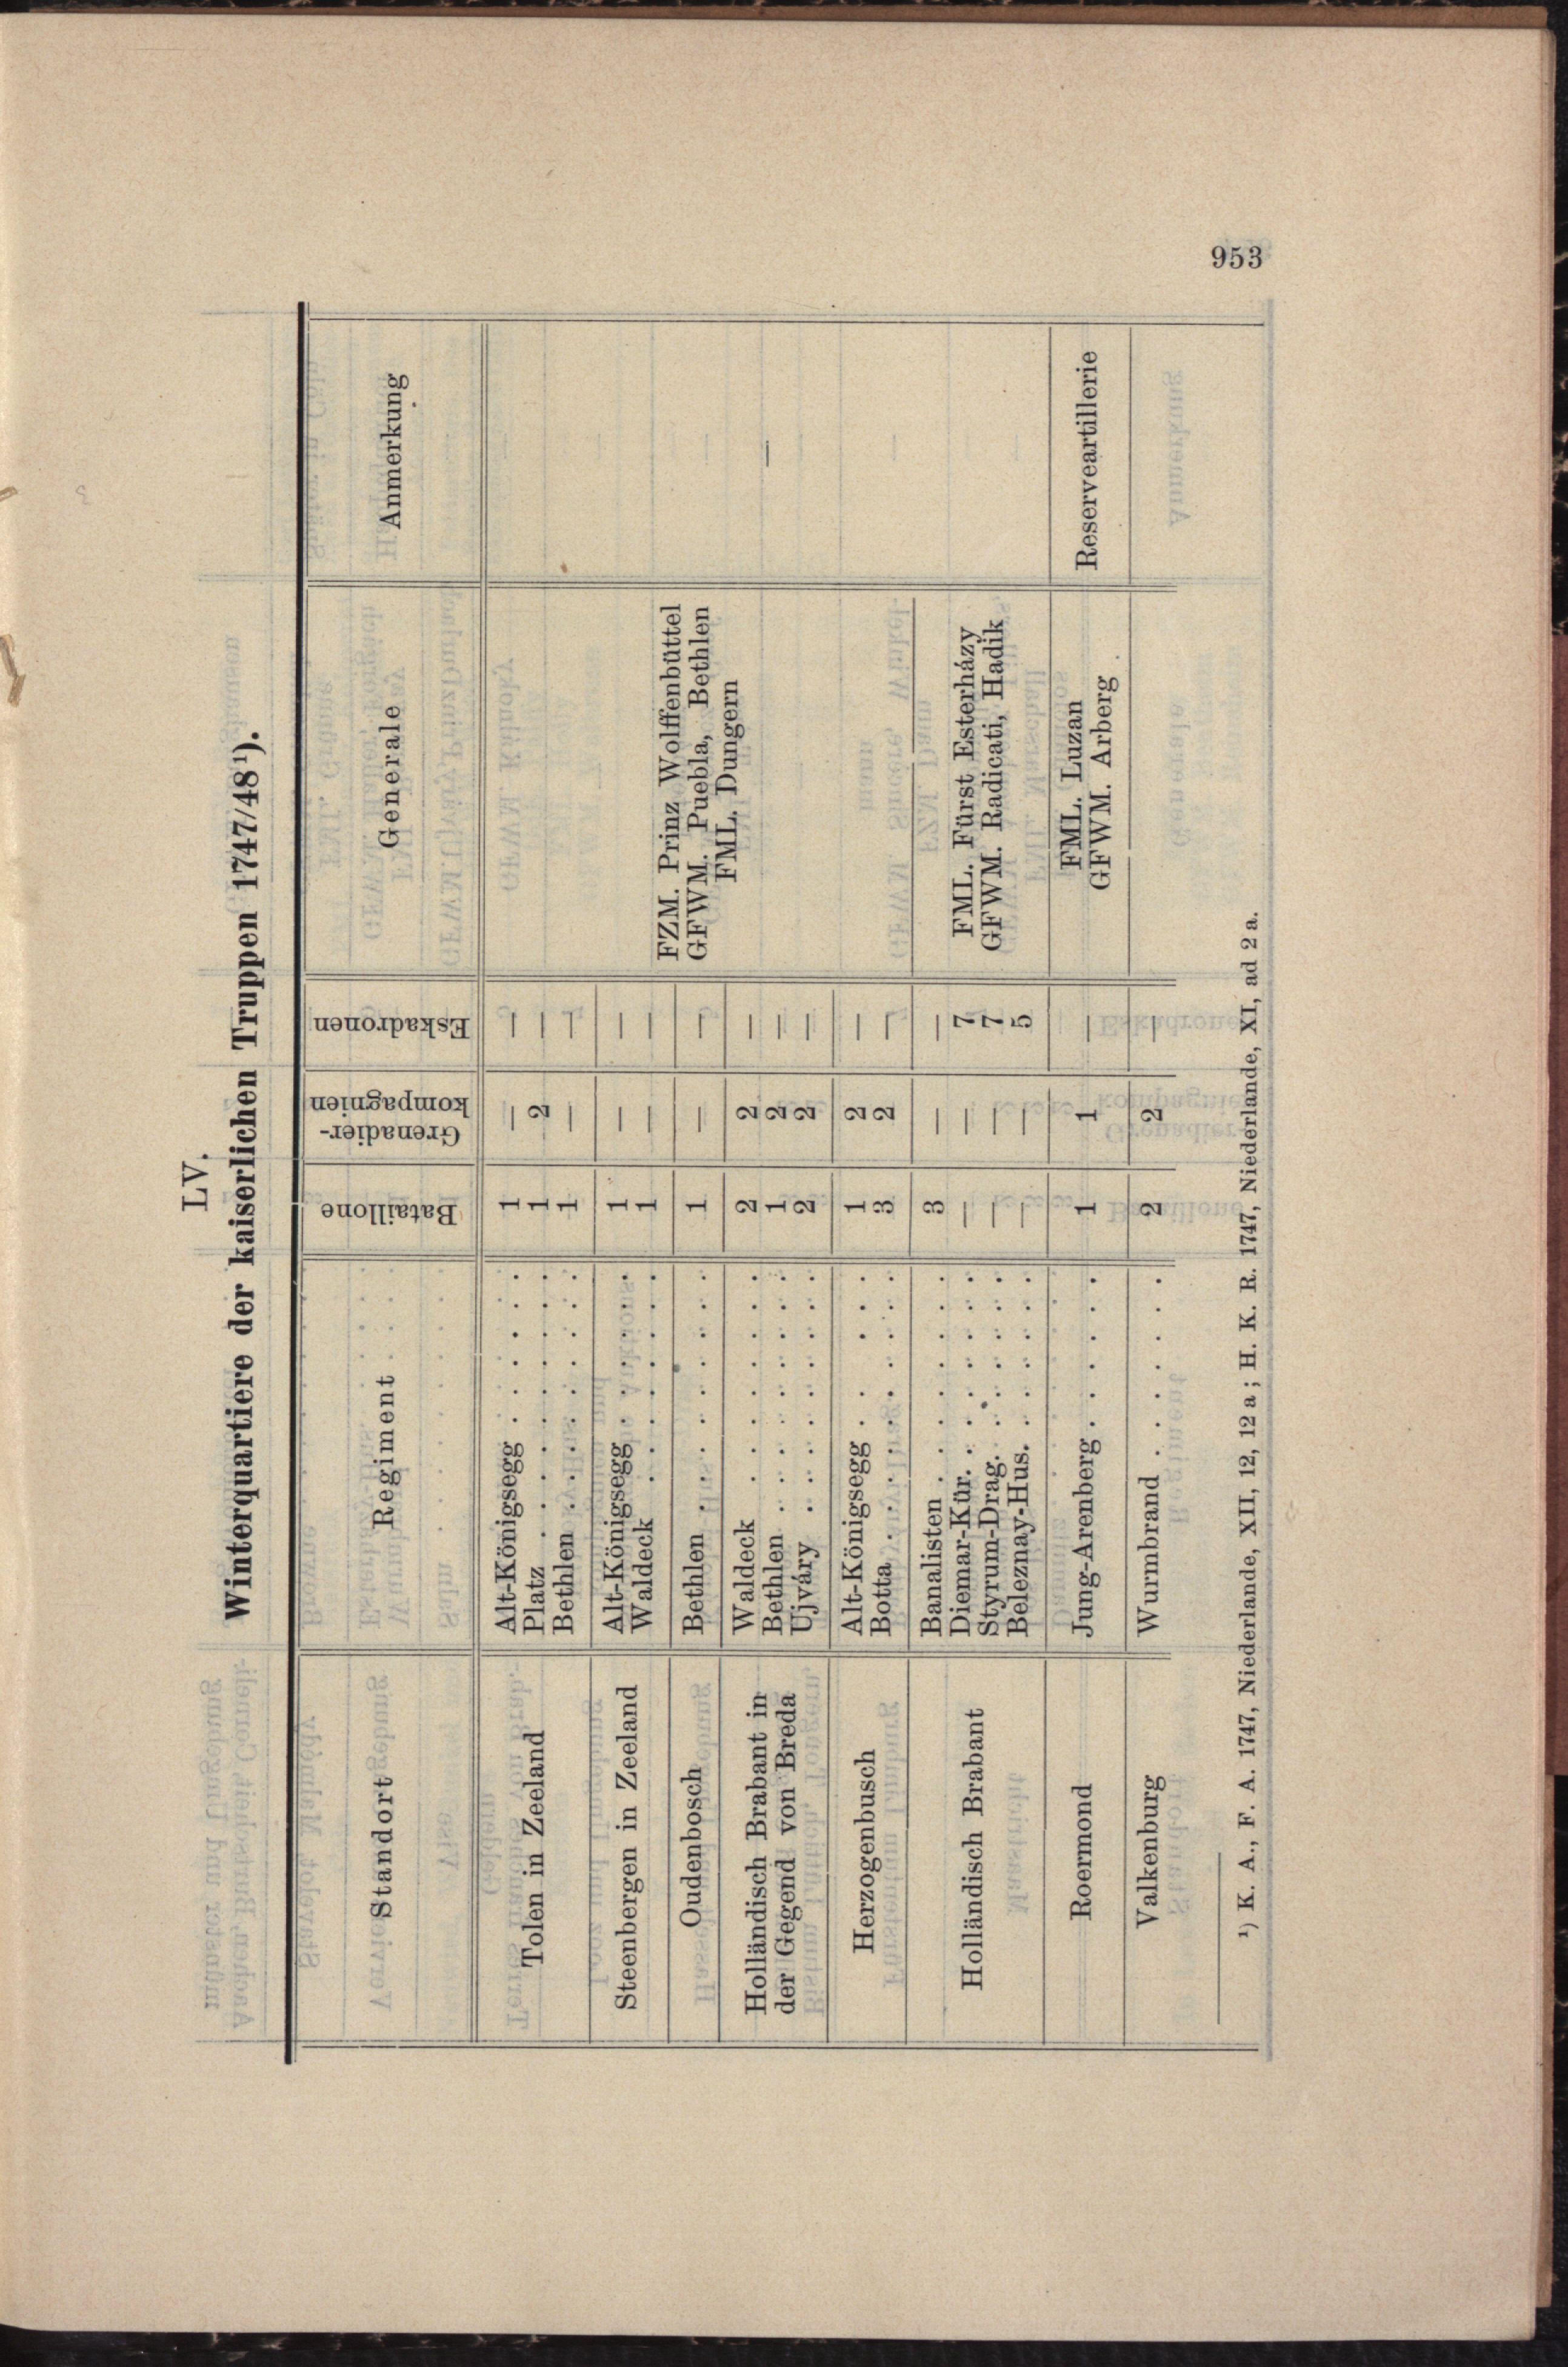 953
LV.
Winterquartiere der kaiserlichen Truppen 1747/48¹).
Standort Regiment Bataillone Grenadier-kompagnien Eskadronen Generale Anmerkung
Tolen in Zeeland
Alt-Königsegg . . . . . . 1 — —
Platz . . . . . . . . . 1 2 —
Bethlen . . . . . . . . 1 — —
Steenbergen in Zeeland
Alt-Königsegg . . . . . . 1 — —
Waldeck . . . . . . . . 1 — —
Oudenbosch
Bethlen . . . . . . . . 1 — —
Holländisch Brabant in
der Gegend von Breda
Waldeck . . . . . . . . 2 2 —
Bethlen . . . . . . . . 1 2 —
Ujváry . . . . . . . . 2 2 —
Herzogenbusch
Alt-Königsegg . . . . . . 1 2 —
Botta . . . . . . . . . 3 2 —
FZM. Prinz Wolffenbüttel
GFWM. Puebla, Bethlen
FML. Dungern
—
Holländisch Brabant
Banalisten . . . . . . . 3 — —
Diemar-Kür. . . . . . . . — — 7
Styrum-Drag. . . . . . . . — — 7
Beleznay-Hus. . . . . . . — — 5
FML. Fürst Esterházy
GFWM. Radicati, Hadik
Roermond
Jung-Arenberg . . . . . . 1 1 —
FML. Luzan
GFWM. Arberg
Reserveartillerie
Valkenburg
Wurmbrand . . . . . . . 2 2 —
¹) K. A., F. A. 1747, Niederlande, XII, 12, 12 a ; H. K. R. 1747, Niederlande, XI, ad 2 a.